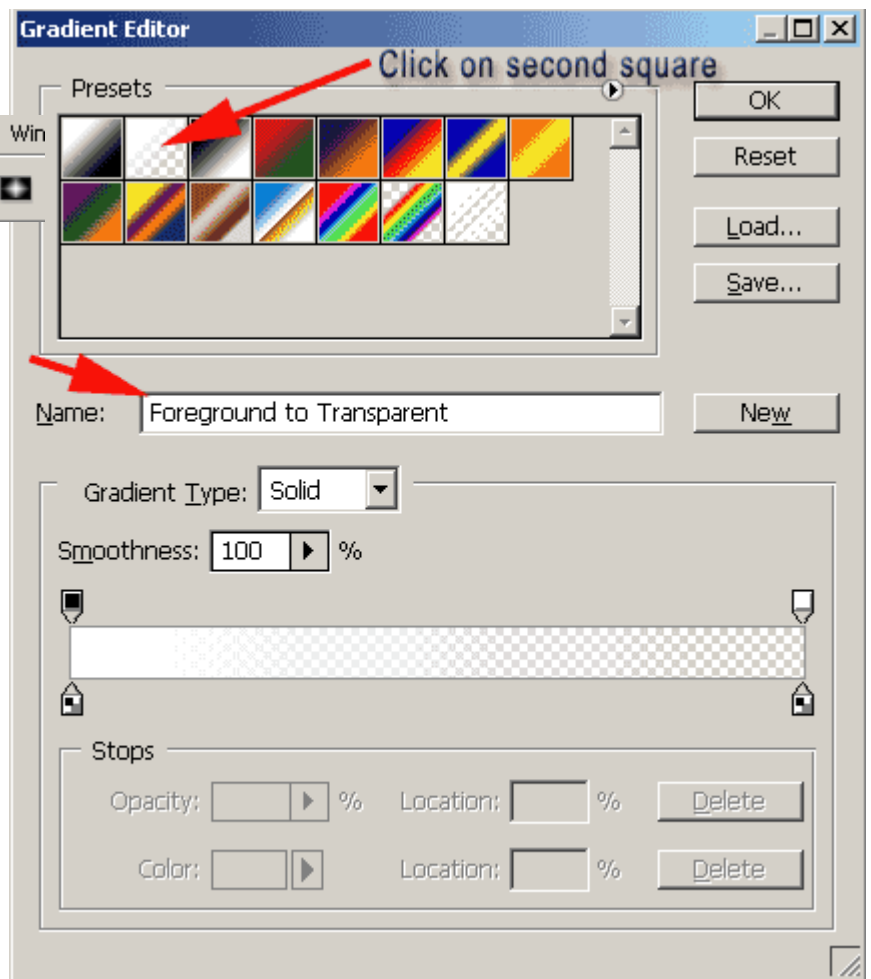 Gradient Editor
Click on second square
Presets
OK
Win
Reset
Load...
Save...
Name: Foreground to Transparent New
Gradient Type: Solid
Smoothness: 100 %
Stops
Opacity: % Location: % Delete
Color: Location: % Delete